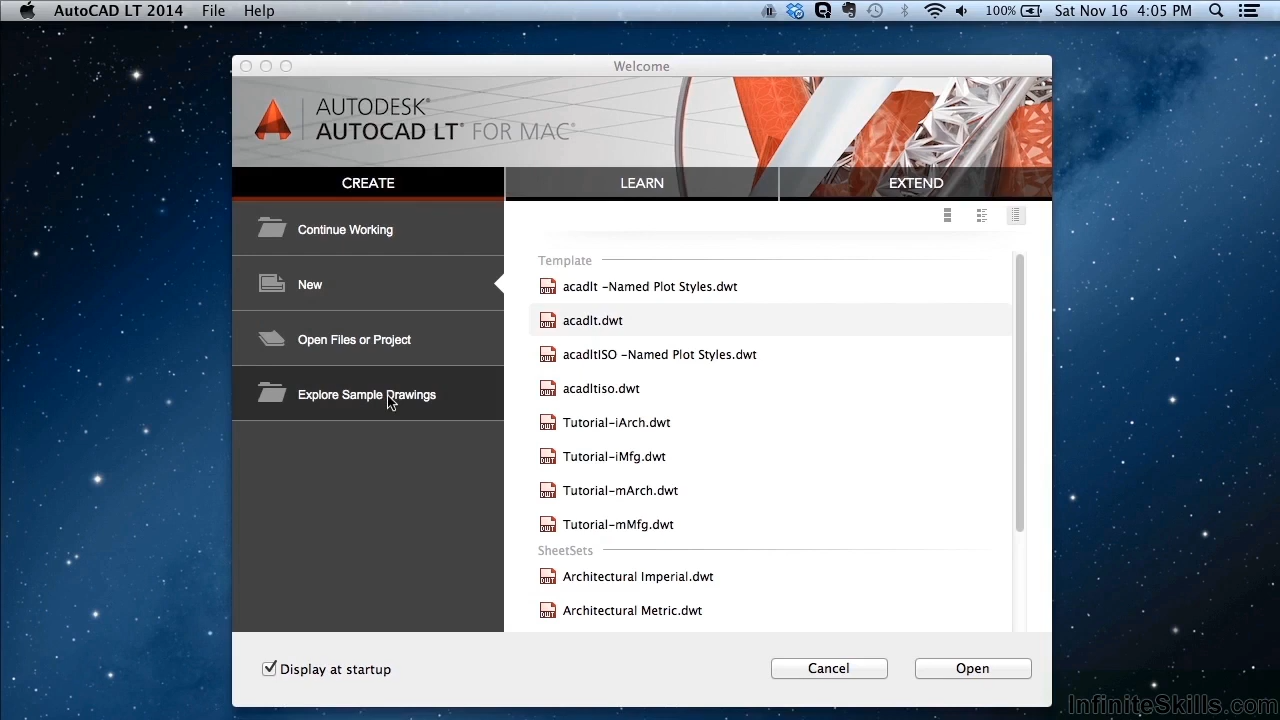 AutoCAD LT 2014 File Help 100% Sat Nov 16 4:05 PM
Welcome
AUTODESK®
AUTOCAD LT® FOR MAC®
CREATE LEARN EXTEND
Continue Working
New
Open Files or Project
Explore Sample Drawings
Template
acadlt -Named Plot Styles.dwt
acadlt.dwt
acadltISO -Named Plot Styles.dwt
acadltiso.dwt
Tutorial-iArch.dwt
Tutorial-iMfg.dwt
Tutorial-mArch.dwt
Tutorial-mMfg.dwt
SheetSets
Architectural Imperial.dwt
Architectural Metric.dwt
Display at startup
Cancel Open
InfiniteSkills.com